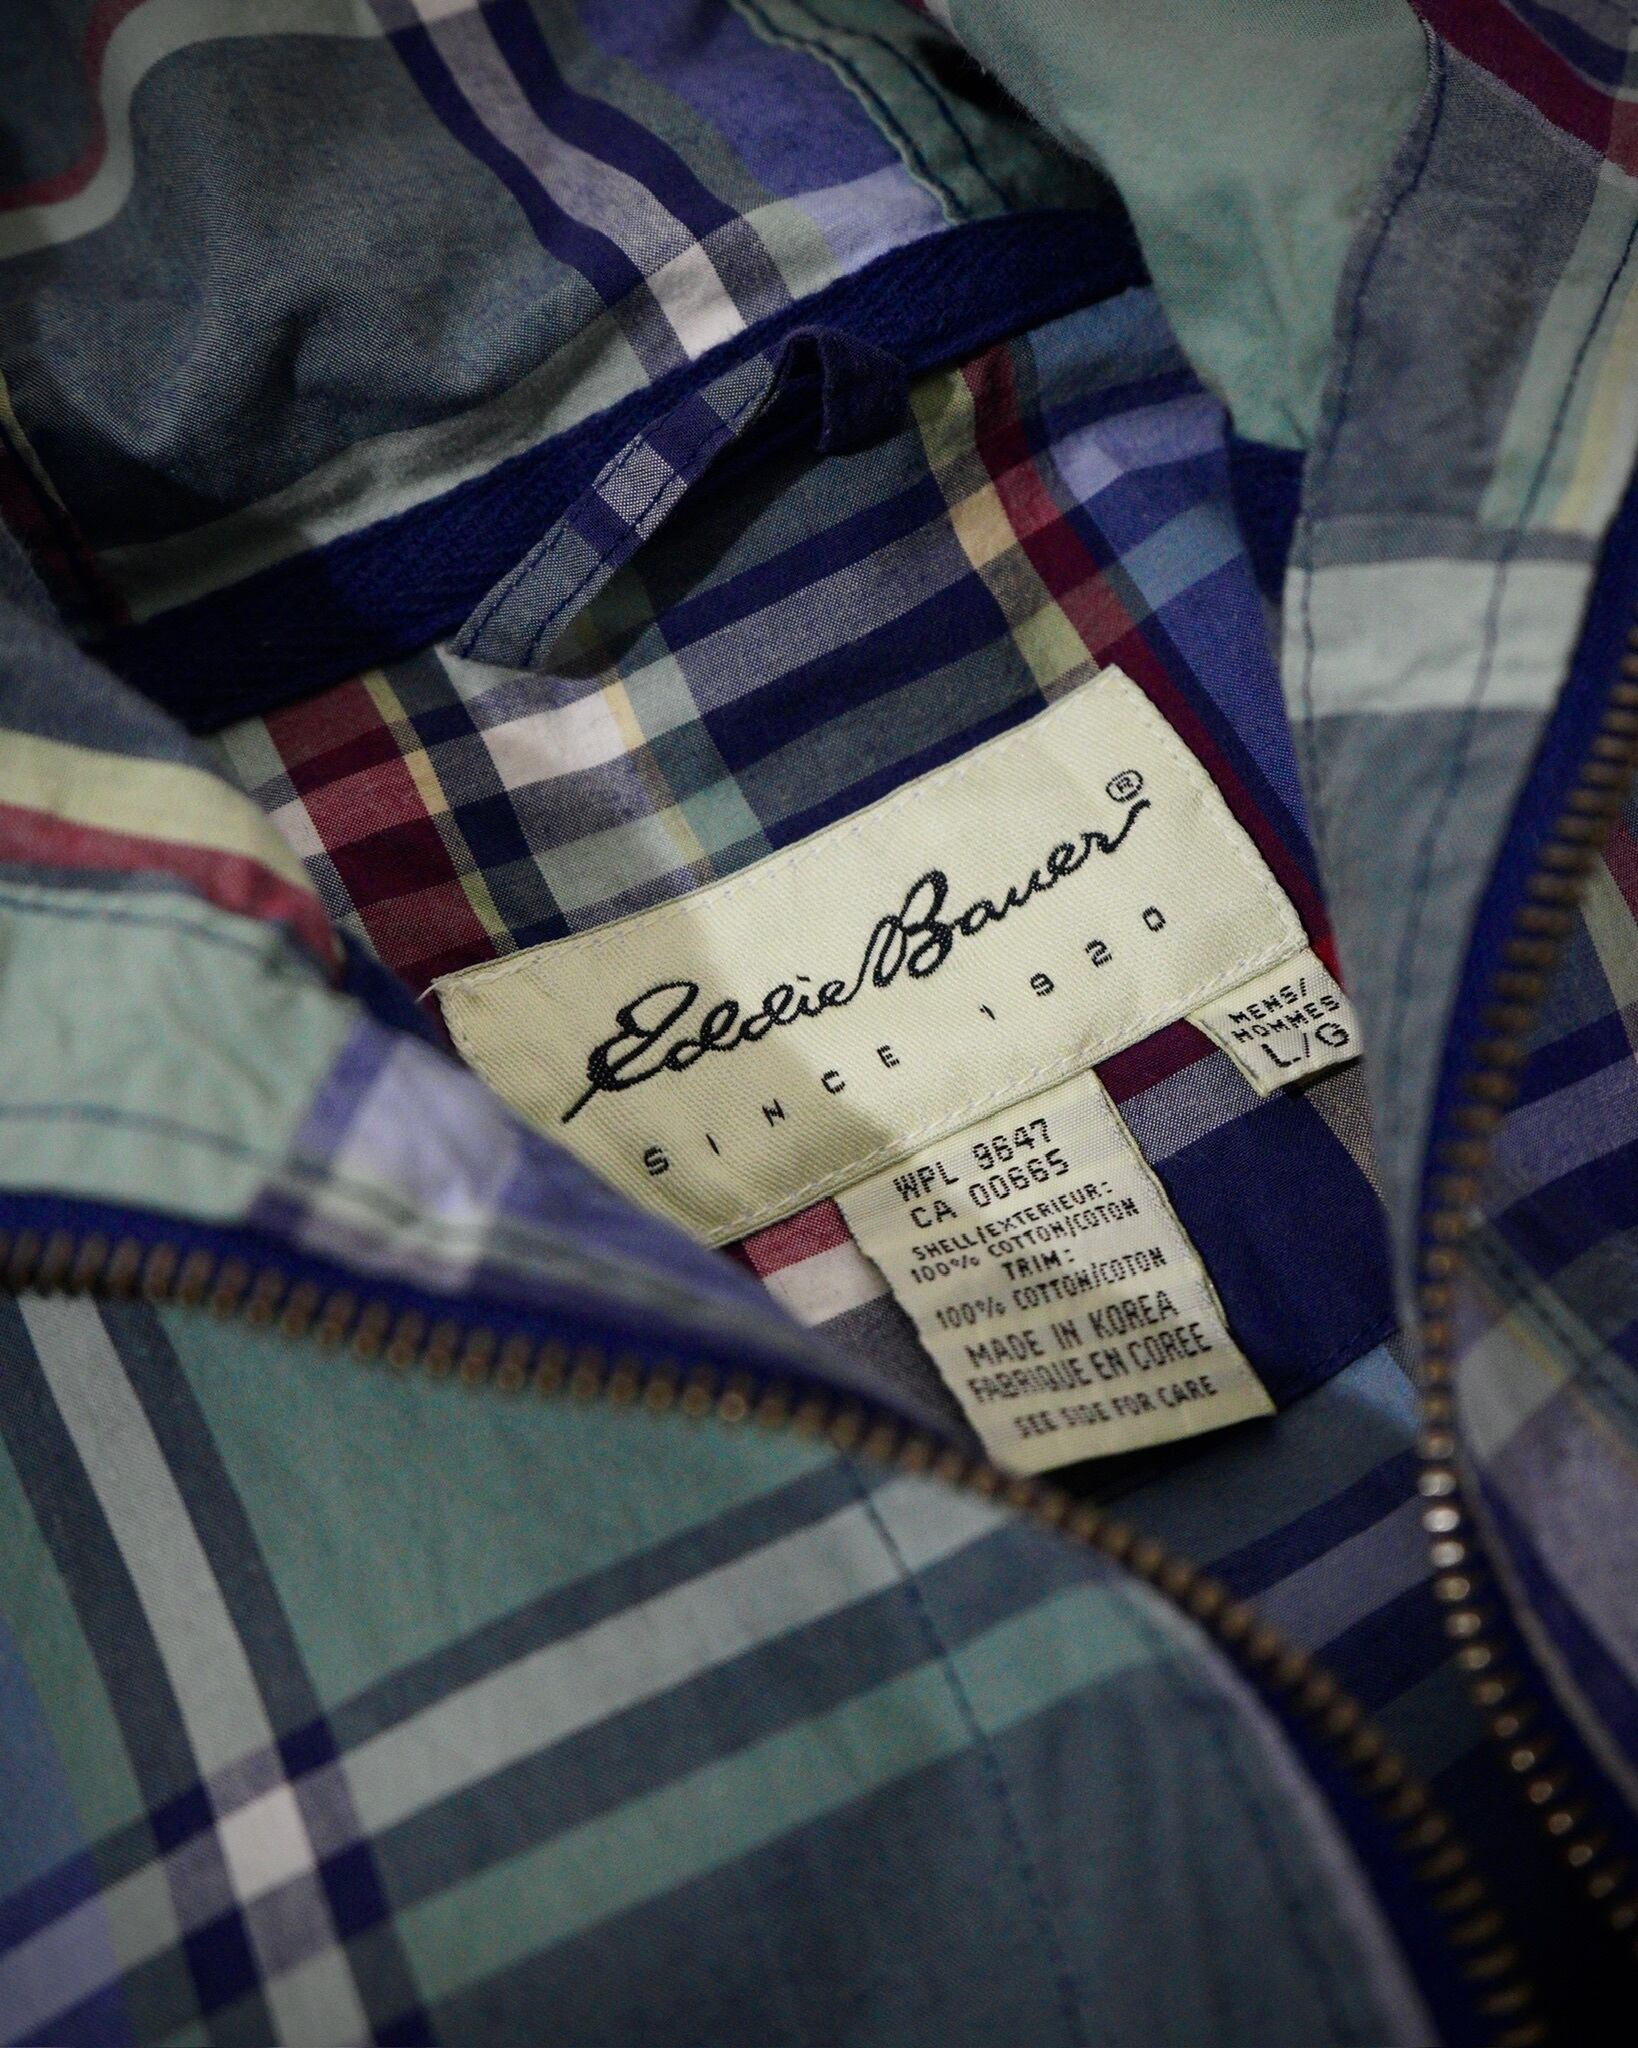 Eddie Bauer®
SINCE 1920
MENS/
HOMMES
L/G
WPL 9647
CA 00665
SHELL/EXTERIEUR:
100% COTTON/COTON
TRIM:
100% COTTON/COTON
MADE IN KOREA
FABRIQUE EN COREE
SEE SIDE FOR CARE